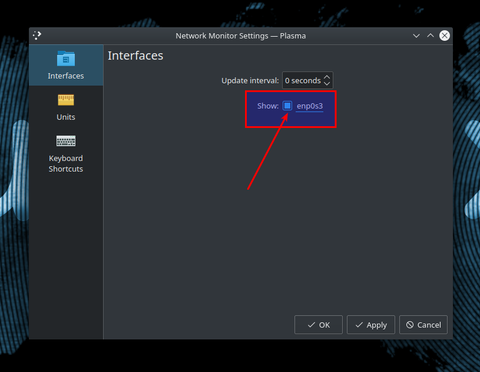 Network Monitor Settings — Plasma
Interfaces
Interfaces
Update interval: 0 seconds
Show: enp0s3
Units
Keyboard
Shortcuts
OK Apply Cancel